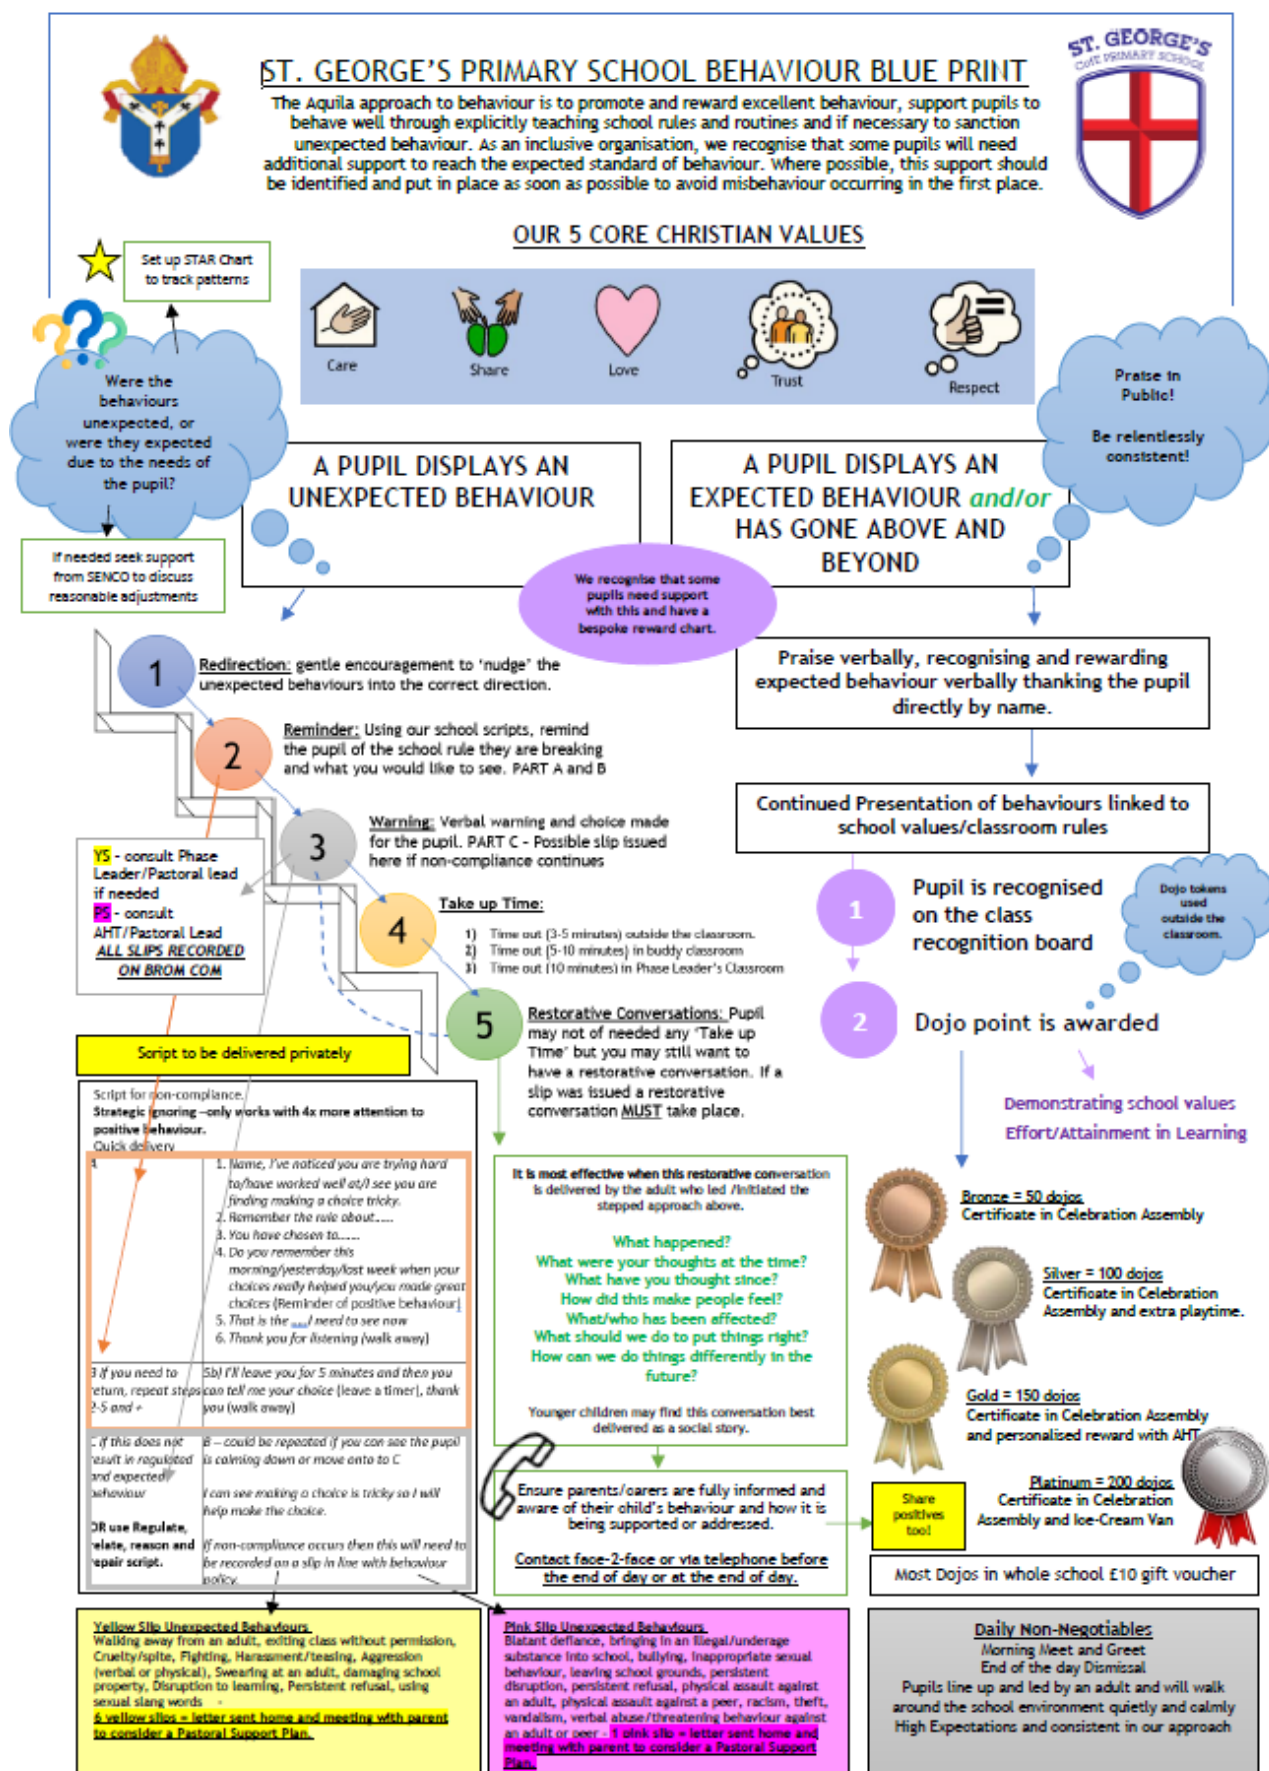 ST. GEORGE'S PRIMARY SCHOOL BEHAVIOUR BLUE PRINT
ST. GEORGE'S
CofE PRIMARY SCHOOL
The Aquila approach to behaviour is to promote and reward excellent behaviour, support pupils to
behave well through explicitly teaching school rules and routines and if necessary to sanction
unexpected behaviour. As an inclusive organisation, we recognise that some pupils will need
additional support to reach the expected standard of behaviour. Where possible, this support should
be identified and put in place as soon as possible to avoid misbehaviour occurring in the first place.
OUR 5 CORE CHRISTIAN VALUES
Care
Share
Love
Trust
Respect
Set up STAR Chart
to track patterns
???
Were the
behaviours
unexpected, or
were they expected
due to the needs of
the pupil?
If needed seek support
from SENCO to discuss
reasonable adjustments
Praise in
Public!
Be relentlessly
consistent!
A PUPIL DISPLAYS AN
UNEXPECTED BEHAVIOUR
A PUPIL DISPLAYS AN
EXPECTED BEHAVIOUR and/or
HAS GONE ABOVE AND
BEYOND
We recognise that some
pupils need support
with this and have a
bespoke reward chart.
1
Redirection: gentle encouragement to 'nudge' the
unexpected behaviours into the correct direction.
2
Reminder: Using our school scripts, remind
the pupil of the school rule they are breaking
and what you would like to see. PART A and B
3
Warning: Verbal warning and choice made
for the pupil. PART C - Possible slip issued
here if non-compliance continues
4
Take up Time:
1) Time out (3-5 minutes) outside the classroom.
2) Time out (5-10 minutes) in buddy classroom
3) Time out (10 minutes) in Phase Leader's Classroom
5
Restorative Conversations: Pupil
may not of needed any 'Take up
Time' but you may still want to
have a restorative conversation. If a
slip was issued a restorative
conversation MUST take place.
YS - consult Phase
Leader/Pastoral lead
if needed
PS - consult
AHT/Pastoral Lead
ALL SLIPS RECORDED
ON BROM COM
Script to be delivered privately
Script for non-compliance.
Strategic ignoring –only works with 4x more attention to
positive behaviour.
Quick delivery
1. Name, I've noticed you are trying hard
to/have worked well at/I see you are
finding making a choice tricky.
2. Remember the rule about.....
3. You have chosen to......
4. Do you remember this
morning/yesterday/last week when your
choices really helped you/you made great
choices (Reminder of positive behaviour)
5. That is the ....I need to see now
6. Thank you for listening (walk away)
B If you need to
return, repeat steps
2-5 and +
5b) I'll leave you for 5 minutes and then you
can tell me your choice (leave a timer), thank
you (walk away)
C If this does not
result in regulated
and expected
behaviour
OR use Regulate,
relate, reason and
repair script.
B – could be repeated if you can see the pupil
is calming down or move onto to C
I can see making a choice is tricky so I will
help make the choice.
If non-compliance occurs then this will need to
be recorded on a slip in line with behaviour
policy.
It is most effective when this restorative conversation
is delivered by the adult who led /initiated the
stepped approach above.
What happened?
What were your thoughts at the time?
What have you thought since?
How did this make people feel?
What/who has been affected?
What should we do to put things right?
How can we do things differently in the
future?
Younger children may find this conversation best
delivered as a social story.
Ensure parents/carers are fully informed and
aware of their child's behaviour and how it is
being supported or addressed.
Contact face-2-face or via telephone before
the end of day or at the end of day.
Share
positives
too!
Praise verbally, recognising and rewarding
expected behaviour verbally thanking the pupil
directly by name.
Continued Presentation of behaviours linked to
school values/classroom rules
1
Pupil is recognised
on the class
recognition board
Dojo tokens
used
outside the
classroom.
2
Dojo point is awarded
Demonstrating school values
Effort/Attainment in Learning
Bronze = 50 dojos
Certificate in Celebration Assembly
Silver = 100 dojos
Certificate in Celebration
Assembly and extra playtime.
Gold = 150 dojos
Certificate in Celebration Assembly
and personalised reward with AHT
Platinum = 200 dojos
Certificate in Celebration
Assembly and Ice-Cream Van
Most Dojos in whole school £10 gift voucher
Yellow Slip Unexpected Behaviours
Walking away from an adult, exiting class without permission,
Cruelty/spite, Fighting, Harassment/teasing, Aggression
(verbal or physical), Swearing at an adult, damaging school
property, Disruption to learning, Persistent refusal, using
sexual slang words -
6 yellow slips = letter sent home and meeting with parent
to consider a Pastoral Support Plan.
Pink Slip Unexpected Behaviours
Blatant defiance, bringing in an illegal/underage
substance into school, bullying, inappropriate sexual
behaviour, leaving school grounds, persistent
disruption, persistent refusal, physical assault against
an adult, physical assault against a peer, racism, theft,
vandalism, verbal abuse/threatening behaviour against
an adult or peer - 1 pink slip = letter sent home and
meeting with parent to consider a Pastoral Support
Plan.
Daily Non-Negotiables
Morning Meet and Greet
End of the day Dismissal
Pupils line up and led by an adult and will walk
around the school environment quietly and calmly
High Expectations and consistent in our approach